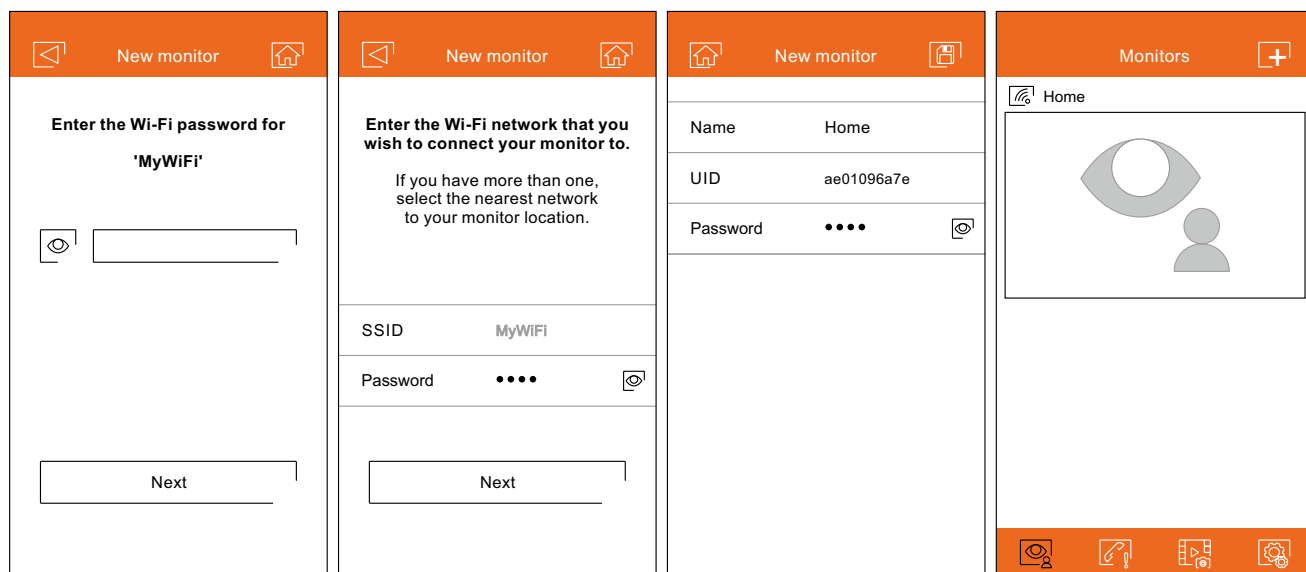 New monitor
Enter the Wi-Fi password for
'MyWiFi'
Next
New monitor
Enter the Wi-Fi network that you
wish to connect your monitor to.
If you have more than one,
select the nearest network
to your monitor location.
SSID MyWiFi
Password ••••
Next
New monitor
Name Home
UID ae01096a7e
Password ••••
Monitors
Home